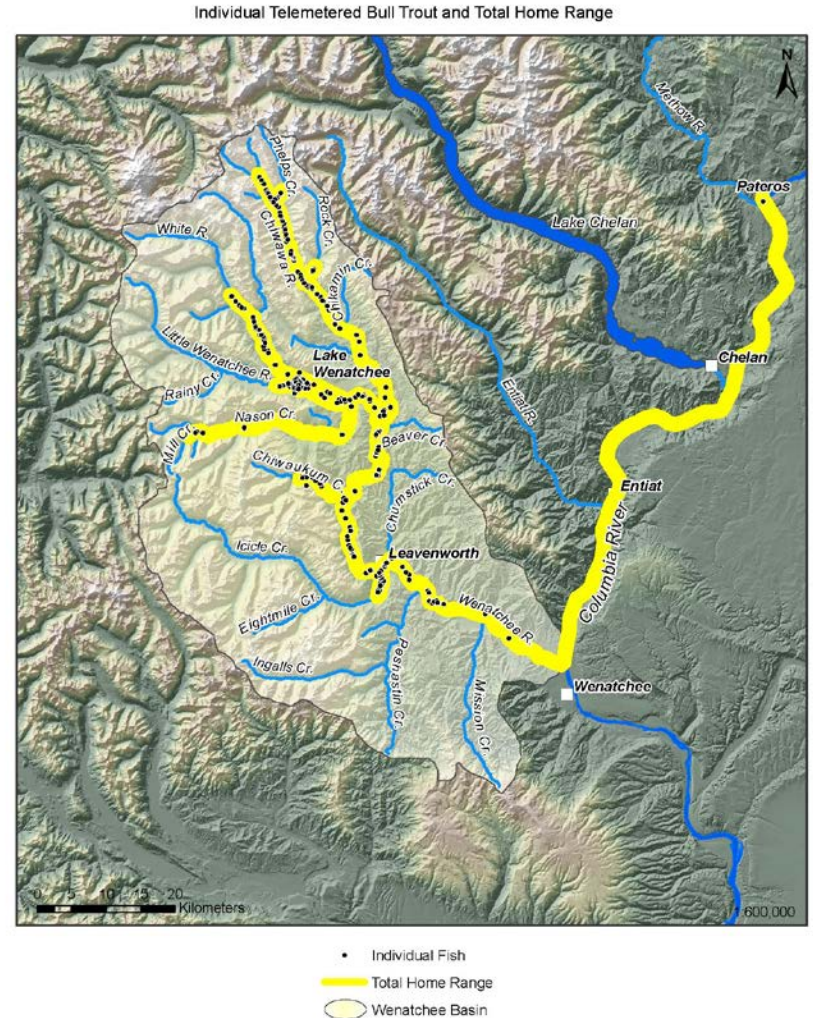 Individual Telemetered Bull Trout and Total Home Range
N
Methow R.
Pateros
Phelps Cr.
Rock Cr.
Lake Chelan
White R.
Chiwawa R.
Chikamin Cr.
Chelan
Little Wenatchee R.
Lake
Wenatchee
Rainy Cr.
Entiat R.
Nason Cr.
Mill Cr.
Beaver Cr.
Chiwaukum C.
Chumstick Cr.
Entiat
Columbia River
Icicle Cr.
Leavenworth
Eightmile Cr.
Wenatchee R.
Ingalls Cr.
Peshastin Cr.
Mission Cr.
Wenatchee
0 5 10 15 20
Kilometers
1:600,000
Individual Fish
Total Home Range
Wenatchee Basin